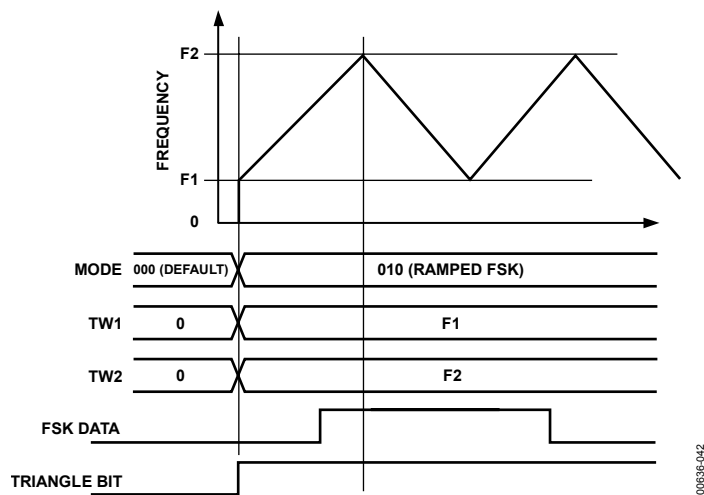 F2
FREQUENCY
F1
0
MODE 000 (DEFAULT) 010 (RAMPED FSK)
TW1 0 F1
TW2 0 F2
FSK DATA
TRIANGLE BIT
00636-042